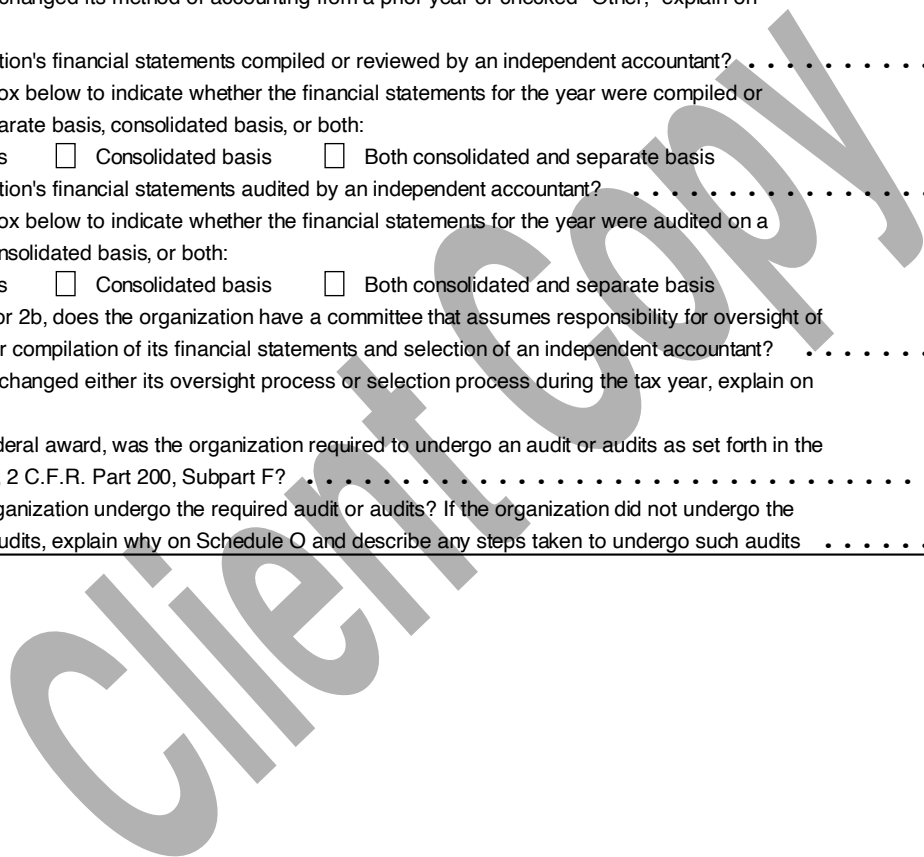 changed its method of accounting from a prior year or checked "Other," explain on
tion's financial statements compiled or reviewed by an independent accountant? . . . . . . . . . .
ox below to indicate whether the financial statements for the year were compiled or
arate basis, consolidated basis, or both:
s Consolidated basis Both consolidated and separate basis
tion's financial statements audited by an independent accountant? . . . . . . . . . . . . . . . .
ox below to indicate whether the financial statements for the year were audited on a
nsolidated basis, or both:
s Consolidated basis Both consolidated and separate basis
or 2b, does the organization have a committee that assumes responsibility for oversight of
r compilation of its financial statements and selection of an independent accountant? . . . . . . .
changed either its oversight process or selection process during the tax year, explain on
deral award, was the organization required to undergo an audit or audits as set forth in the
2 C.F.R. Part 200, Subpart F? . . . . . . . . . . . . . . . . . . . . . . . . . . . . . . . .
ganization undergo the required audit or audits? If the organization did not undergo the
udits, explain why on Schedule O and describe any steps taken to undergo such audits . . . . . .
Client Copy